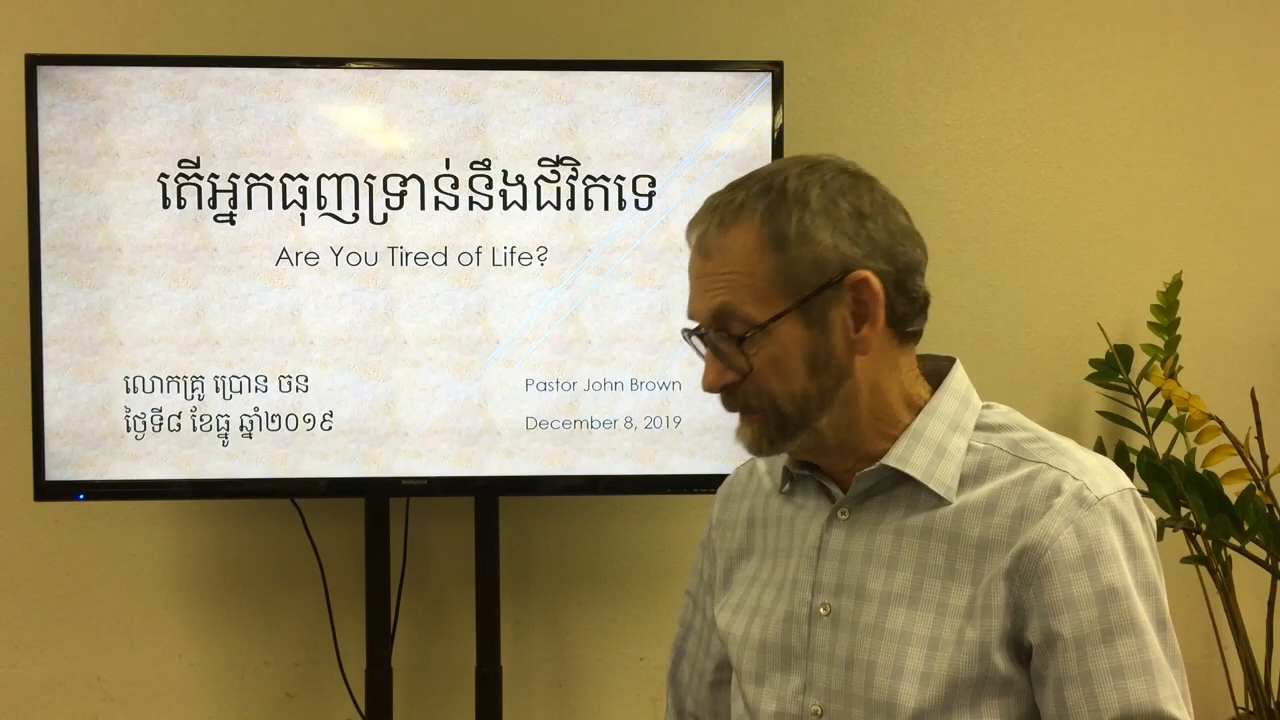 តើអ្នកធុញទ្រាន់នឹងជីវិតទេ
Are You Tired of Life?
លោកគ្រូ ប្រោន ចន
ថ្ងៃទី៨ ខែធ្នូ ឆ្នាំ២០១៩
Pastor John Brown
December 8, 2019